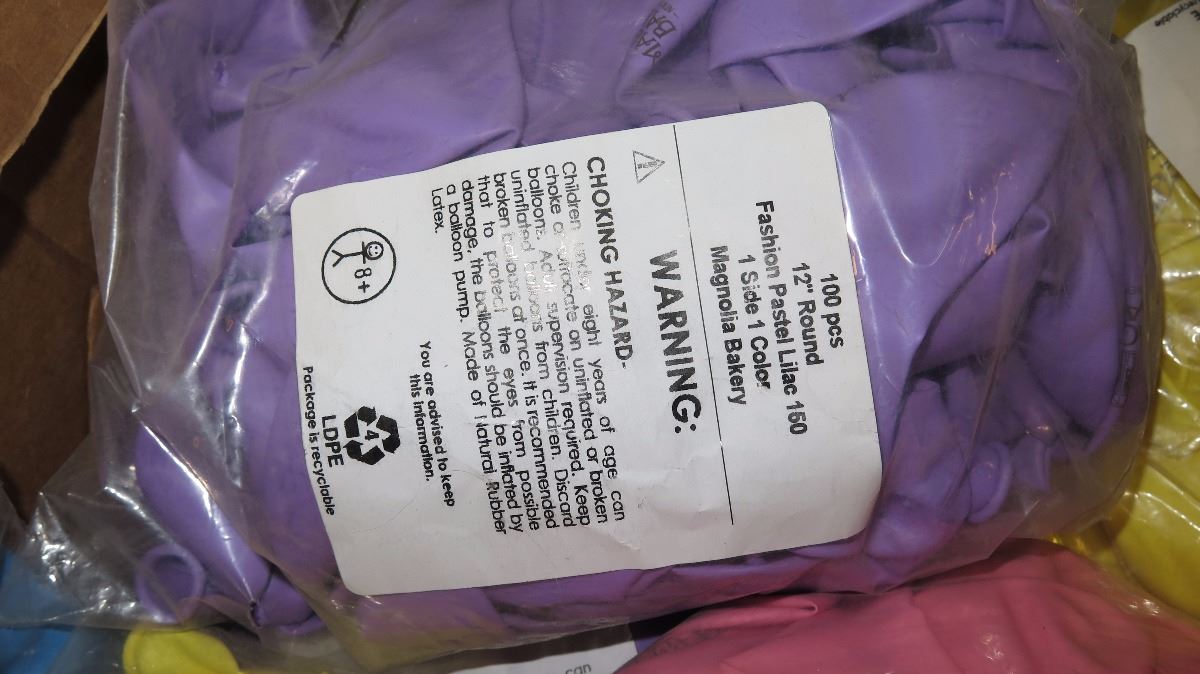 100 pcs
12" Round
Fashion Pastel Lilac 150
1 Side 1 Color
Magnolia Bakery
WARNING:
CHOKING HAZARD-
Children under eight years of age can
choke or suffocate on uninflated or broken
balloons. Adult supervision required. Keep
uninflated balloons from children. Discard
broken balloons at once. It is recommended
that to protect the eyes from possible
damage, the balloons should be inflated by
a balloon pump. Made of Natural Rubber
Latex.
You are advised to keep
this information.
8+
4
LDPE
Package is recyclable
can